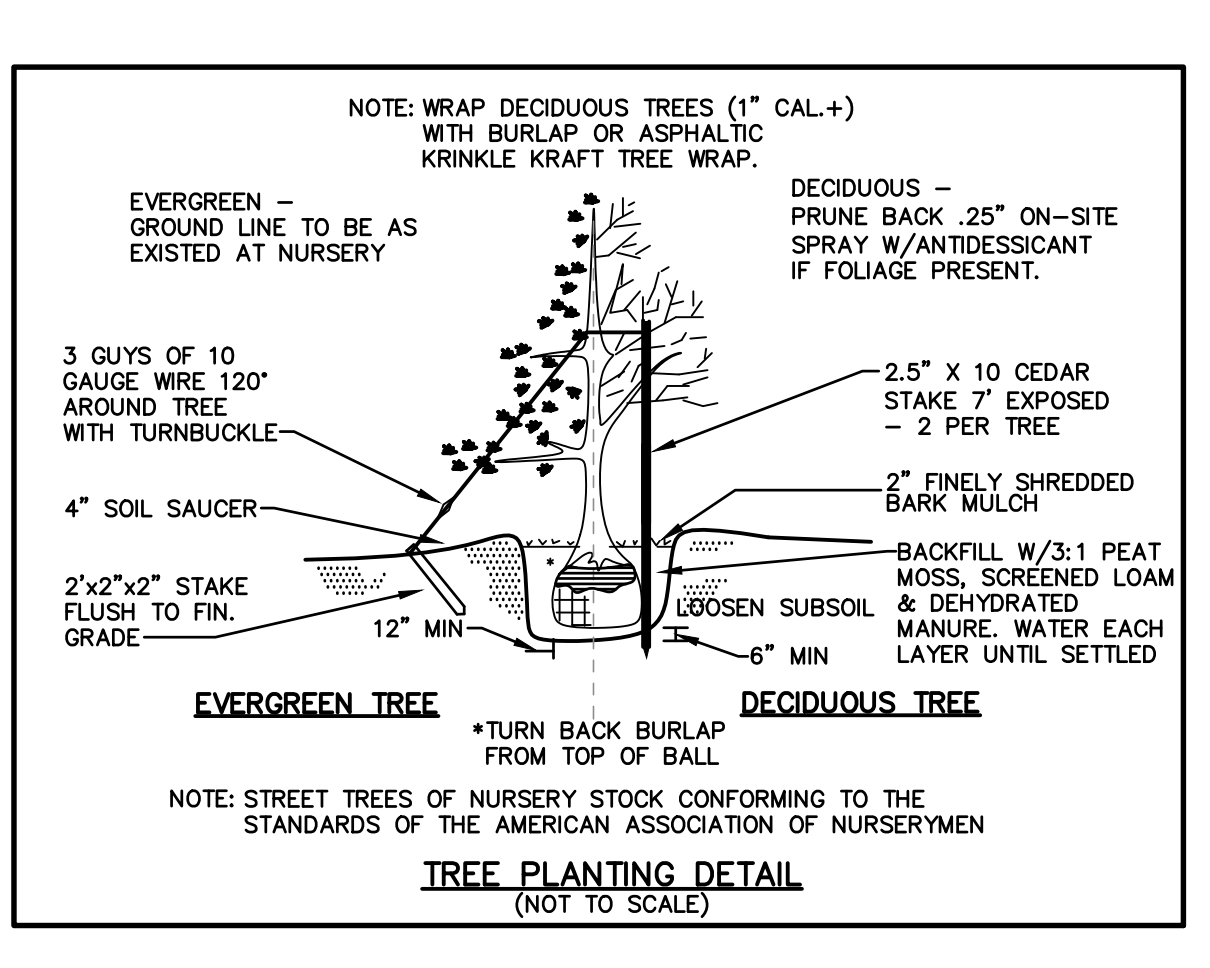 NOTE: WRAP DECIDUOUS TREES (1" CAL.+)
WITH BURLAP OR ASPHALTIC
KRINKLE KRAFT TREE WRAP.
EVERGREEN –
GROUND LINE TO BE AS
EXISTED AT NURSERY
DECIDUOUS –
PRUNE BACK .25" ON–SITE
SPRAY W/ANTIDESSICANT
IF FOLIAGE PRESENT.
3 GUYS OF 10
GAUGE WIRE 120°
AROUND TREE
WITH TURNBUCKLE
4" SOIL SAUCER
2'x2"x2" STAKE
FLUSH TO FIN.
GRADE
12" MIN
*
2.5" X 10 CEDAR
STAKE 7' EXPOSED
– 2 PER TREE
2" FINELY SHREDDED
BARK MULCH
BACKFILL W/3:1 PEAT
MOSS, SCREENED LOAM
& DEHYDRATED
MANURE. WATER EACH
LAYER UNTIL SETTLED
LOOSEN SUBSOIL
6" MIN
EVERGREEN TREE
DECIDUOUS TREE
*TURN BACK BURLAP
FROM TOP OF BALL
NOTE: STREET TREES OF NURSERY STOCK CONFORMING TO THE
STANDARDS OF THE AMERICAN ASSOCIATION OF NURSERYMEN
TREE PLANTING DETAIL
(NOT TO SCALE)